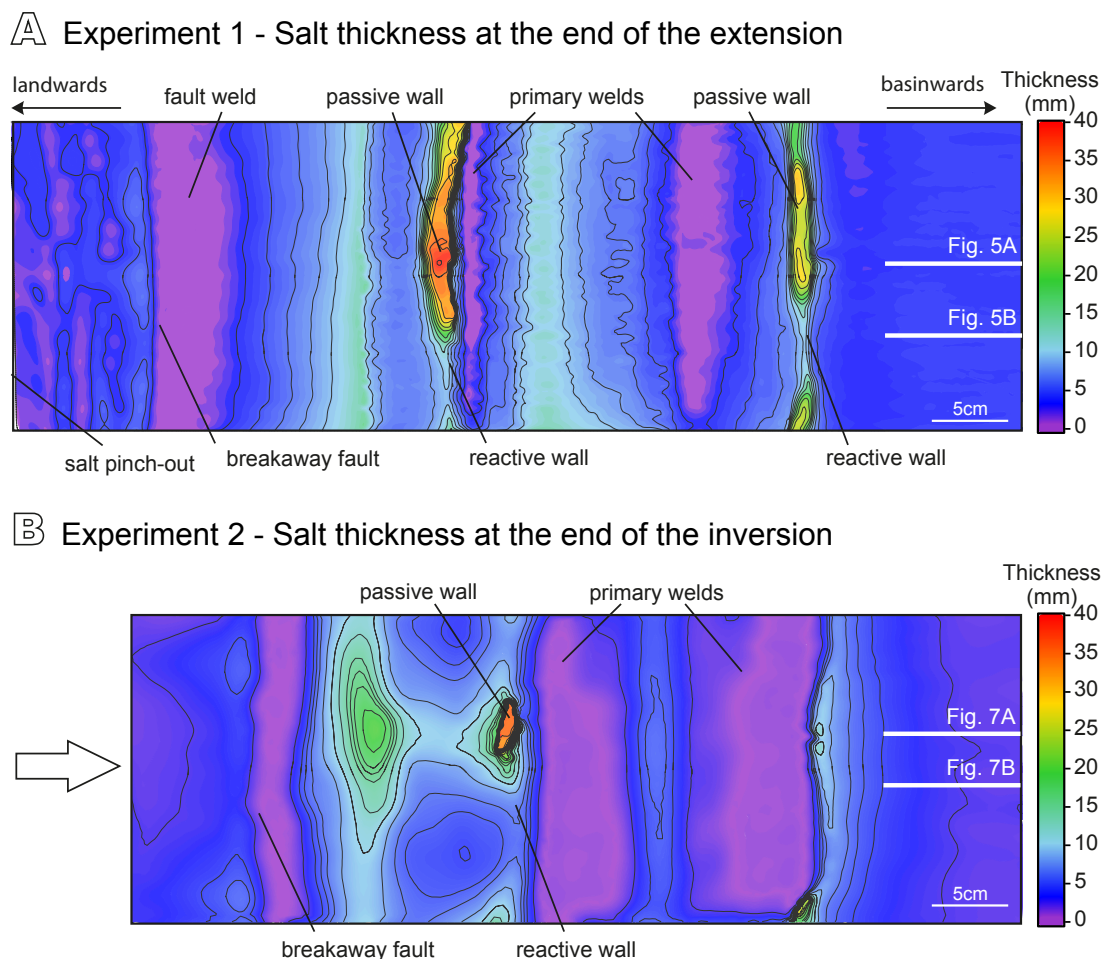 A Experiment 1 - Salt thickness at the end of the extension
landwards
fault weld
passive wall
primary welds
passive wall
basinwards
Thickness
(mm)
40
35
30
25
20
15
10
5
0
Fig. 5A
Fig. 5B
5cm
salt pinch-out
breakaway fault
reactive wall
reactive wall
B Experiment 2 - Salt thickness at the end of the inversion
passive wall
primary welds
Thickness
(mm)
40
35
30
25
20
15
10
5
0
Fig. 7A
Fig. 7B
5cm
breakaway fault
reactive wall